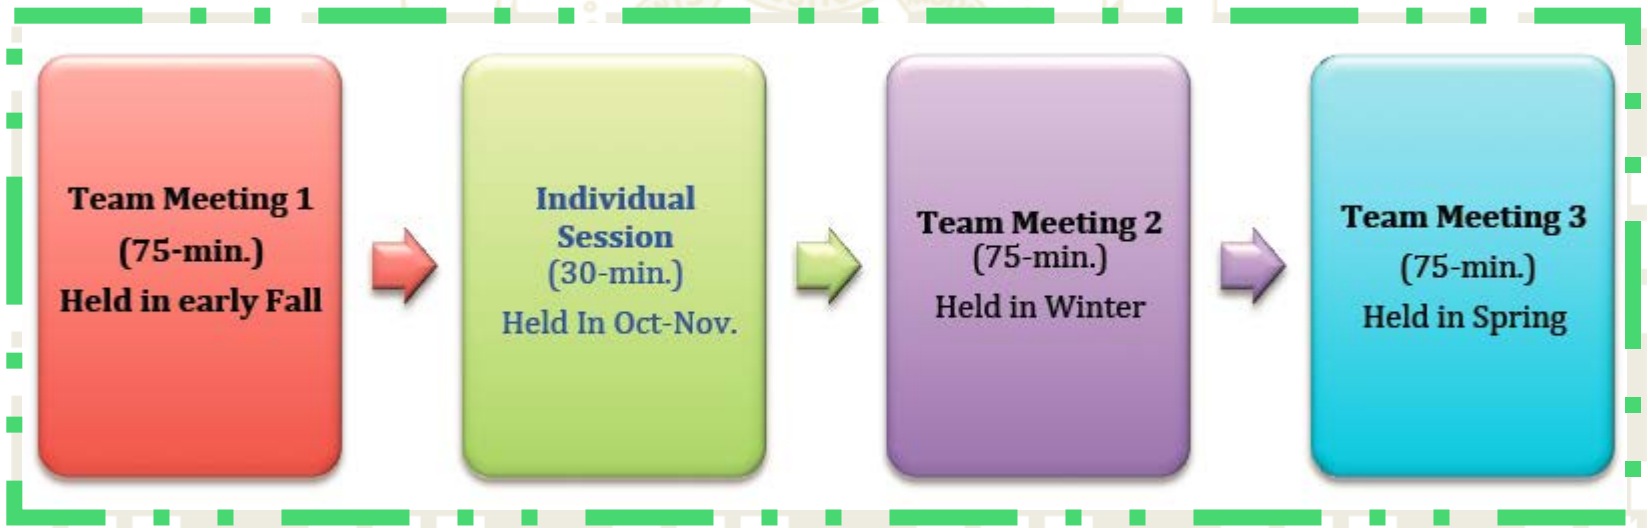 Team Meeting 1
(75-min.)
Held in early Fall
Individual
Session
(30-min.)
Held In Oct-Nov.
Team Meeting 2
(75-min.)
Held in Winter
Team Meeting 3
(75-min.)
Held in Spring